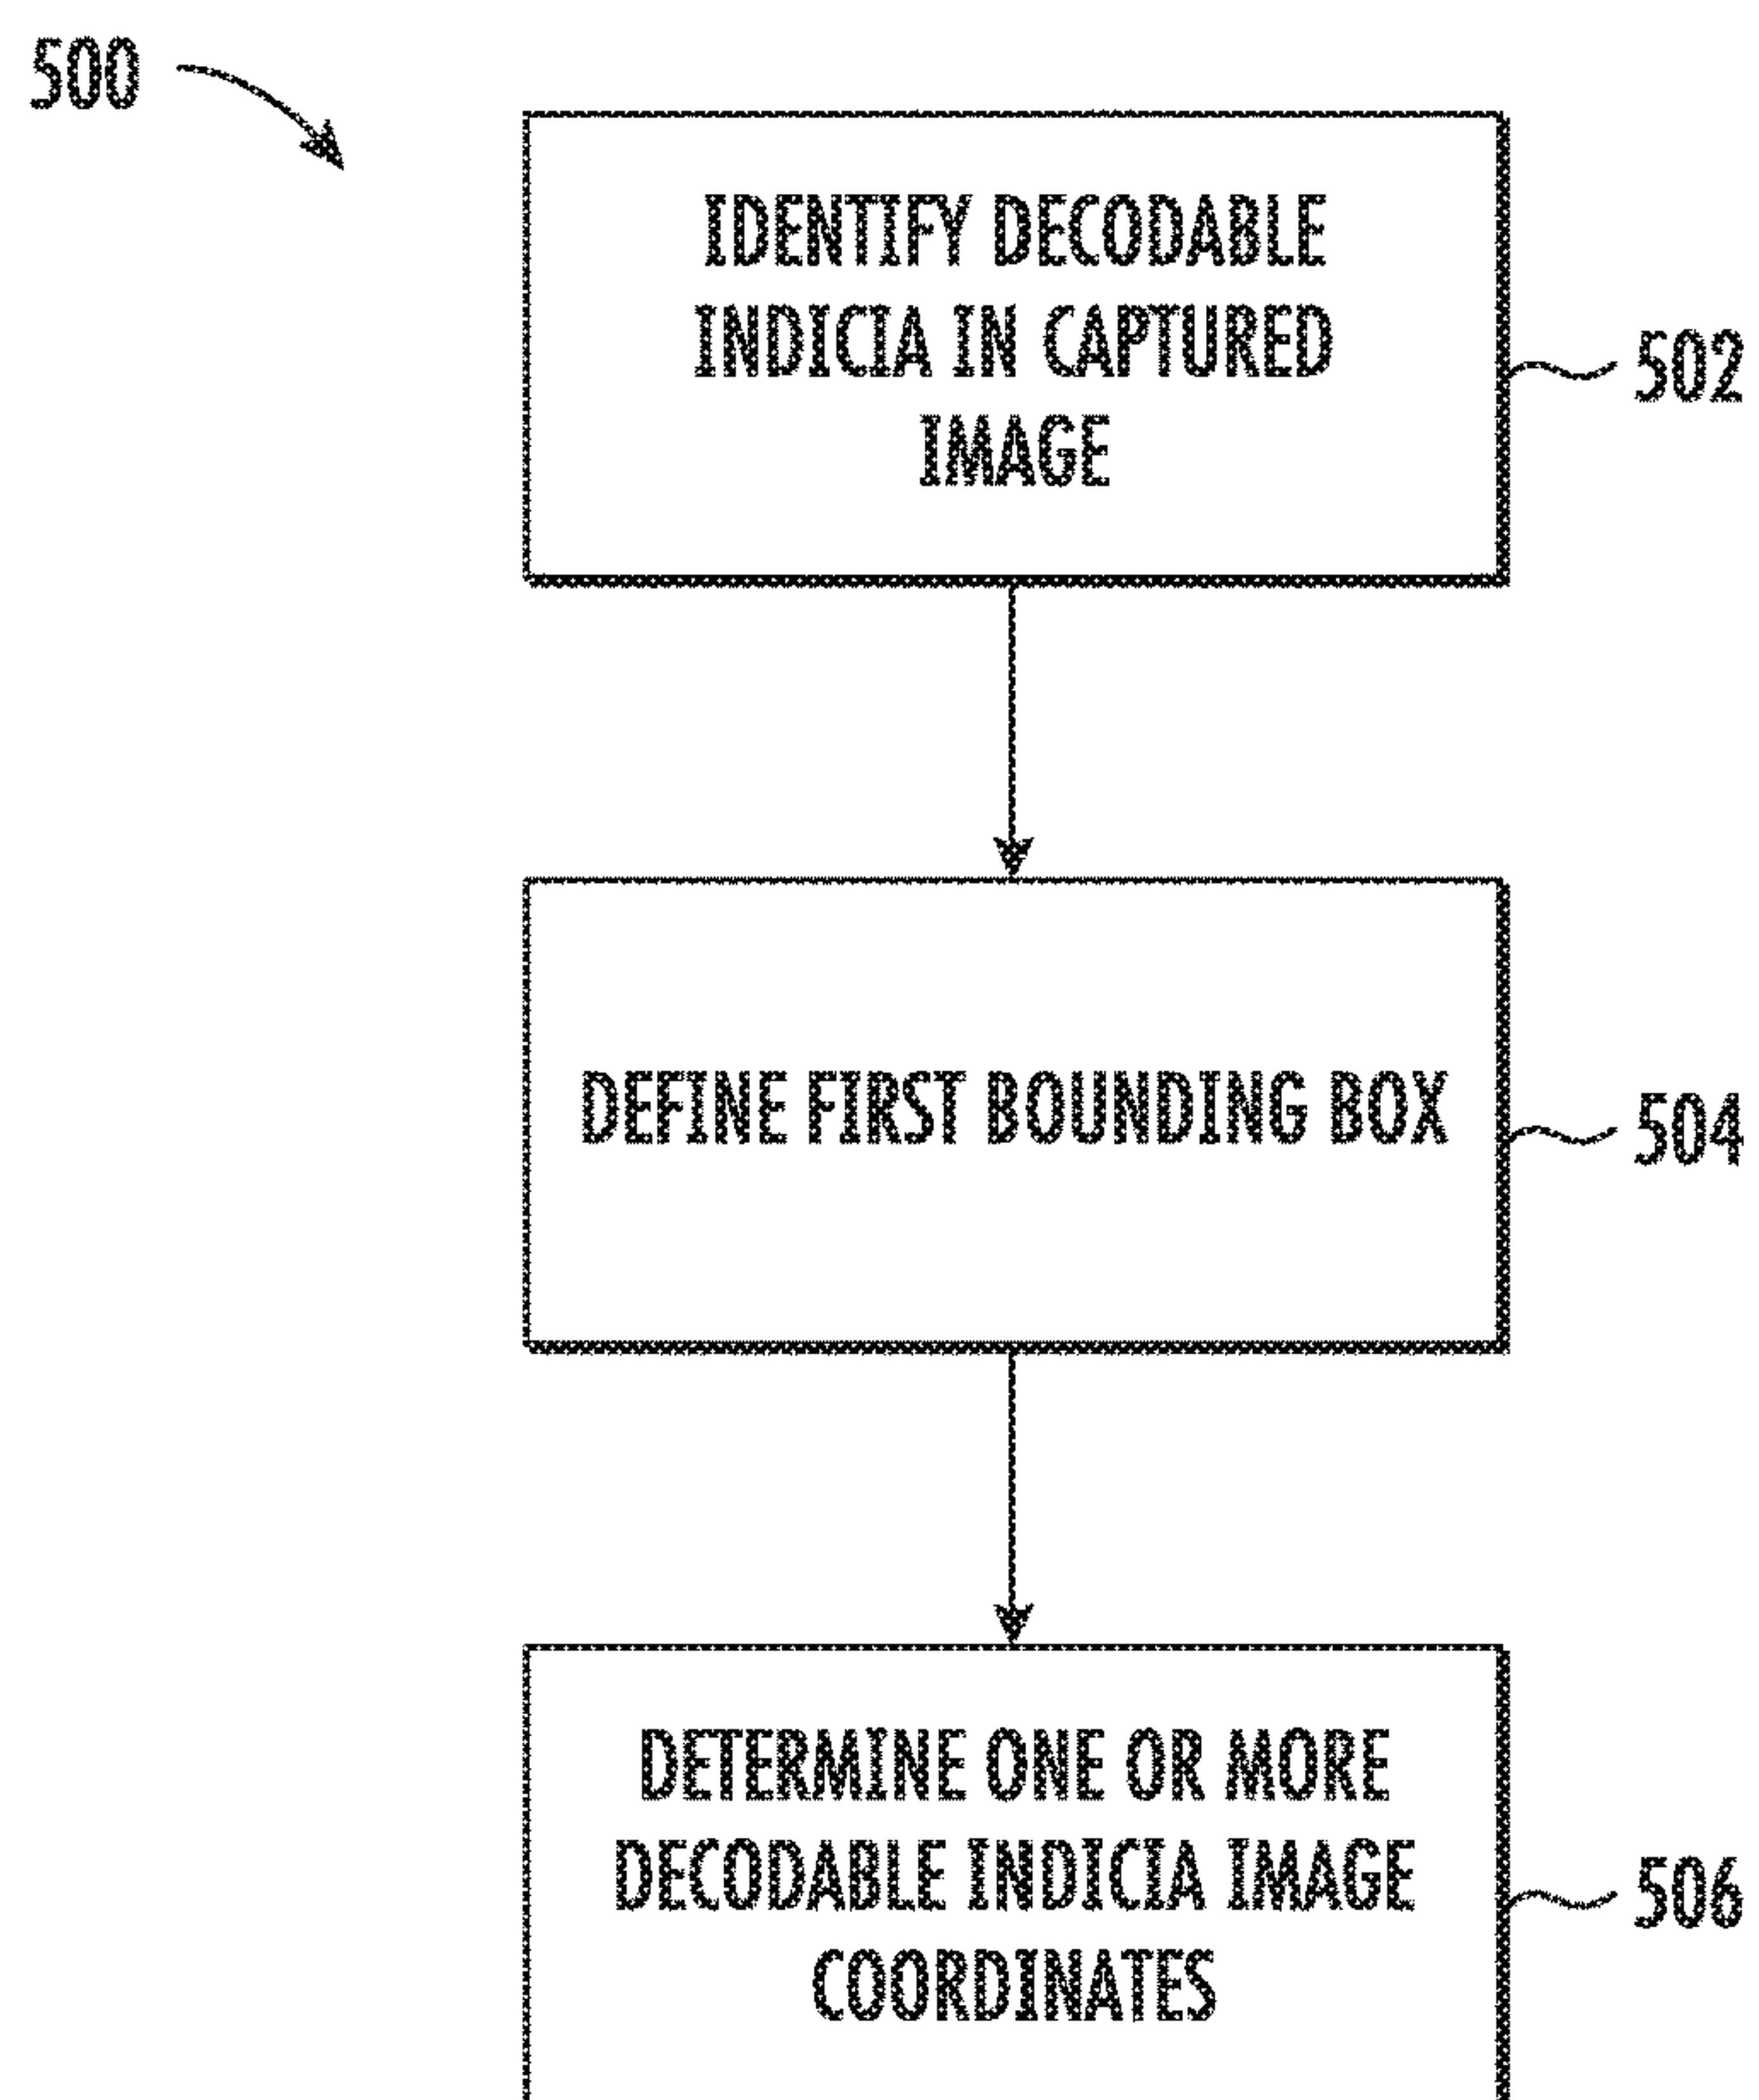 500
IDENTIFY DECODABLE
INDICIA IN CAPTURED
IMAGE
502
DEFINE FIRST BOUNDING BOX
504
DETERMINE ONE OR MORE
DECODABLE INDICIA IMAGE
COORDINATES
506